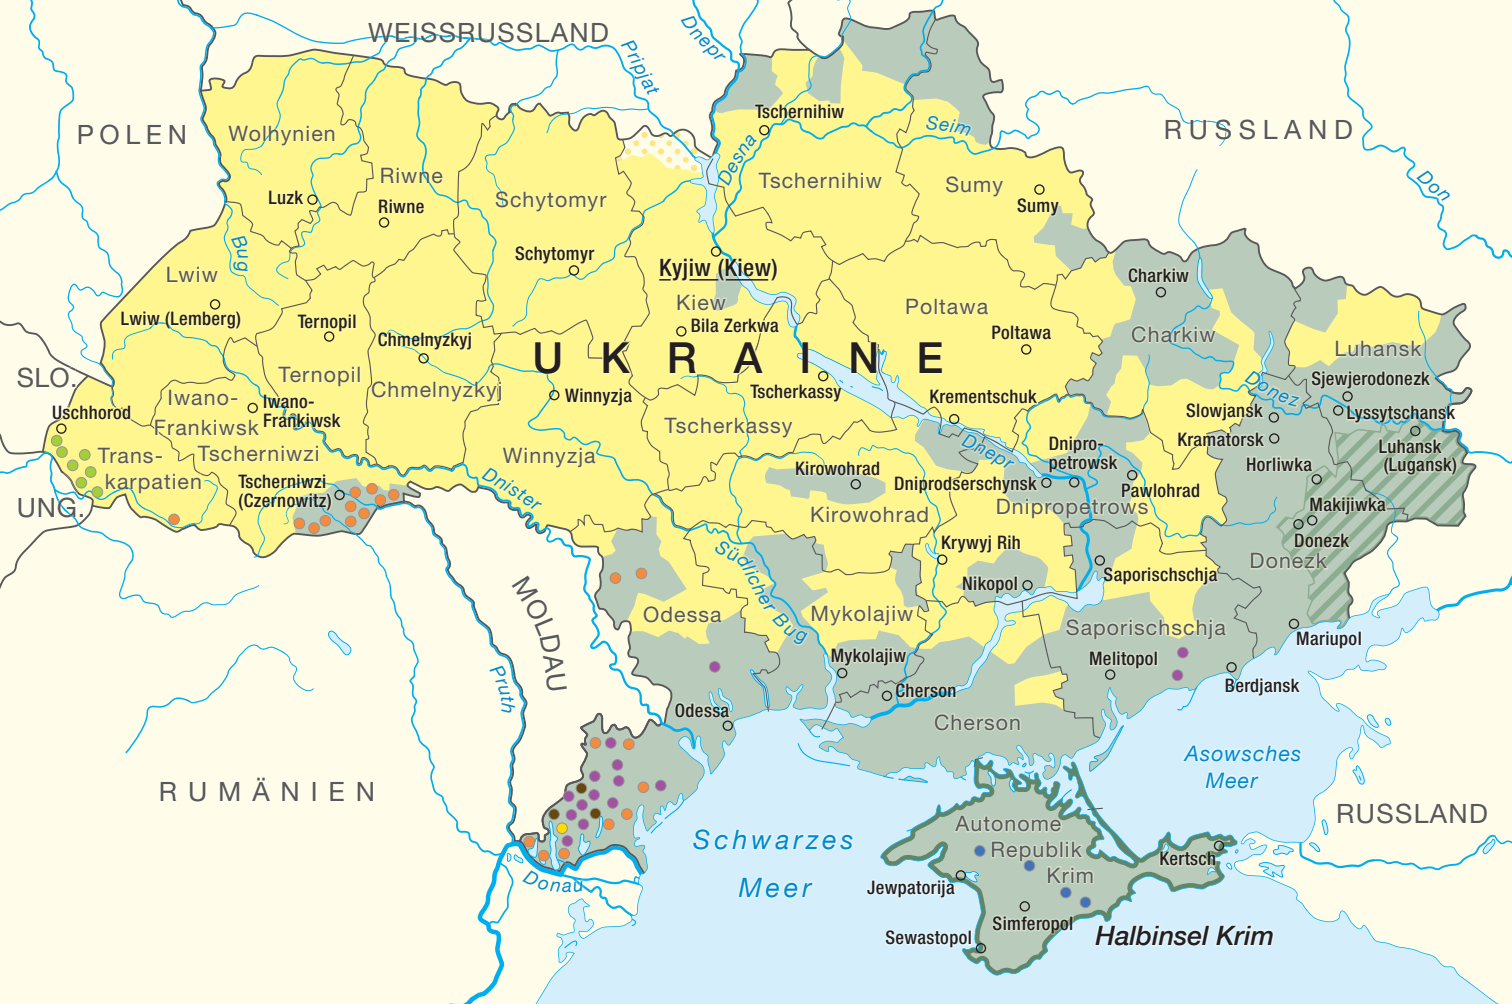 WEISSRUSSLAND
Dnepr
Pripjat
POLEN
Wolhynien
Tschernihiw
Seim
RUSSLAND
Desna
Don
Riwne
Luzk
Riwne
Schytomyr
Tschernihiw
Sumy
Sumy
Bug
Schytomyr
Kyjiw (Kiew)
Lwiw
Kiew
Charkiw
Lwiw (Lemberg)
Ternopil
Bila Zerkwa
Poltawa
Poltawa
Charkiw
Chmelnyzkyj
UKRAINE
Luhansk
SLO.
Ternopil
Chmelnyzkyj
Winnyzja
Tscherkassy
Krementschuk
Donez
Sjewjerodonezk
Uschhorod
Iwano-
Frankiwsk
Iwano-
Frankiwsk
Tscherkassy
Slowjansk
Lyssytschansk
Kramatorsk
Luhansk
(Lugansk)
Trans-
karpatien
Tscherniwzi
Winnyzja
Dnepr
Dnipro-
petrowsk
Horliwka
Tscherniwzi
(Czernowitz)
Dnister
Kirowohrad
Dniprodserschynsk
Pawlohrad
UNG.
Kirowohrad
Dnipropetrows
Makijiwka
Krywyj Rih
Donezk
Donezk
Südlicher Bug
Nikopol
Saporischschja
MOLDAU
Odessa
Mykolajiw
Saporischschja
Mariupol
Mykolajiw
Melitopol
Berdjansk
Pruth
Cherson
Odessa
Cherson
Asowsches
Meer
RUMÄNIEN
RUSSLAND
Schwarzes
Meer
Autonome
Republik
Krim
Kertsch
Donau
Jewpatorija
Simferopol
Sewastopol
Halbinsel Krim